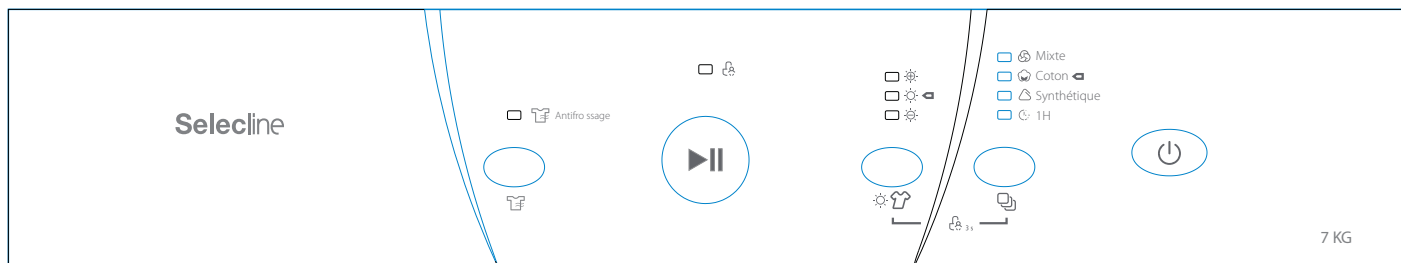 Selecline
Antifro ssage
Mixte
Coton
Synthétique
1H
3 s
7 KG